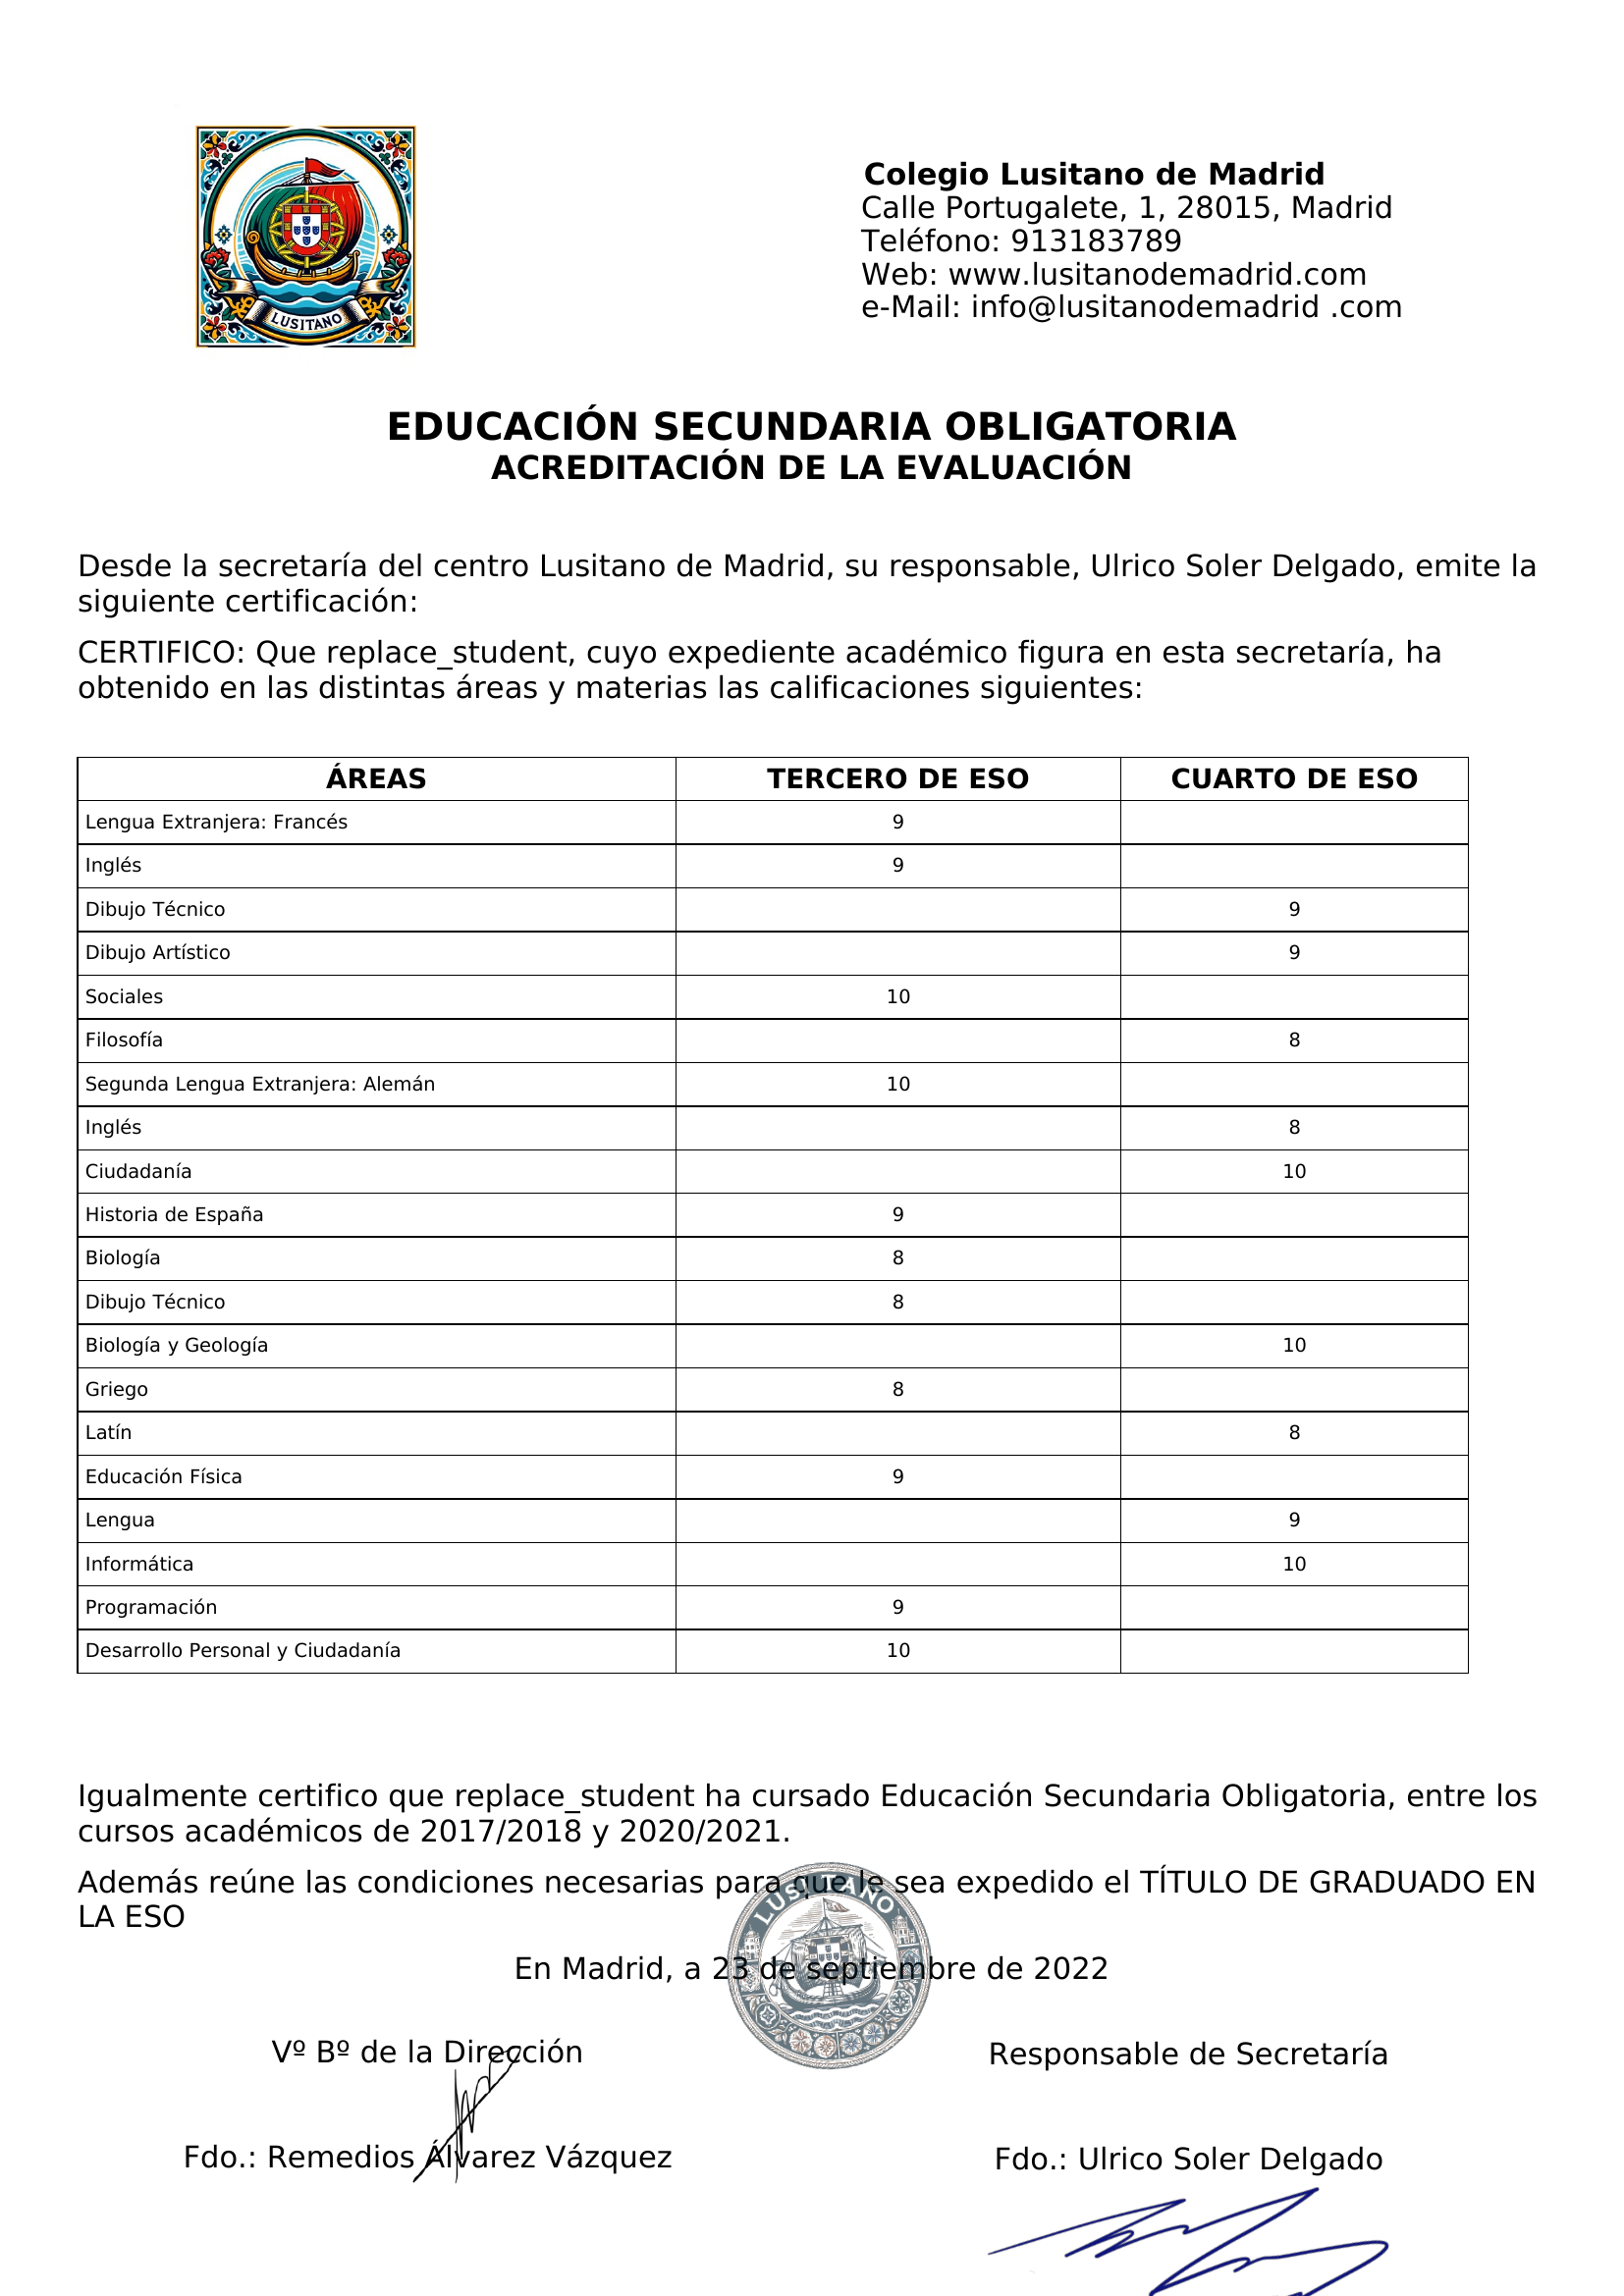 LUSITANO
Colegio Lusitano de Madrid
Calle Portugalete, 1, 28015, Madrid
Teléfono: 913183789
Web: www.lusitanodemadrid.com
e-Mail: info@lusitanodemadrid .com
EDUCACIÓN SECUNDARIA OBLIGATORIA
ACREDITACIÓN DE LA EVALUACIÓN
Desde la secretaría del centro Lusitano de Madrid, su responsable, Ulrico Soler Delgado, emite la
siguiente certificación:
CERTIFICO: Que replace_student, cuyo expediente académico figura en esta secretaría, ha
obtenido en las distintas áreas y materias las calificaciones siguientes:
ÁREAS TERCERO DE ESO CUARTO DE ESO
Lengua Extranjera: Francés 9
Inglés 9
Dibujo Técnico 9
Dibujo Artístico 9
Sociales 10
Filosofía 8
Segunda Lengua Extranjera: Alemán 10
Inglés 8
Ciudadanía 10
Historia de España 9
Biología 8
Dibujo Técnico 8
Biología y Geología 10
Griego 8
Latín 8
Educación Física 9
Lengua 9
Informática 10
Programación 9
Desarrollo Personal y Ciudadanía 10
Igualmente certifico que replace_student ha cursado Educación Secundaria Obligatoria, entre los
cursos académicos de 2017/2018 y 2020/2021.
Además reúne las condiciones necesarias para que le sea expedido el TÍTULO DE GRADUADO EN
LA ESO
LUSITANO
En Madrid, a 23 de septiembre de 2022
Vº Bº de la Dirección Responsable de Secretaría
Fdo.: Remedios Álvarez Vázquez Fdo.: Ulrico Soler Delgado